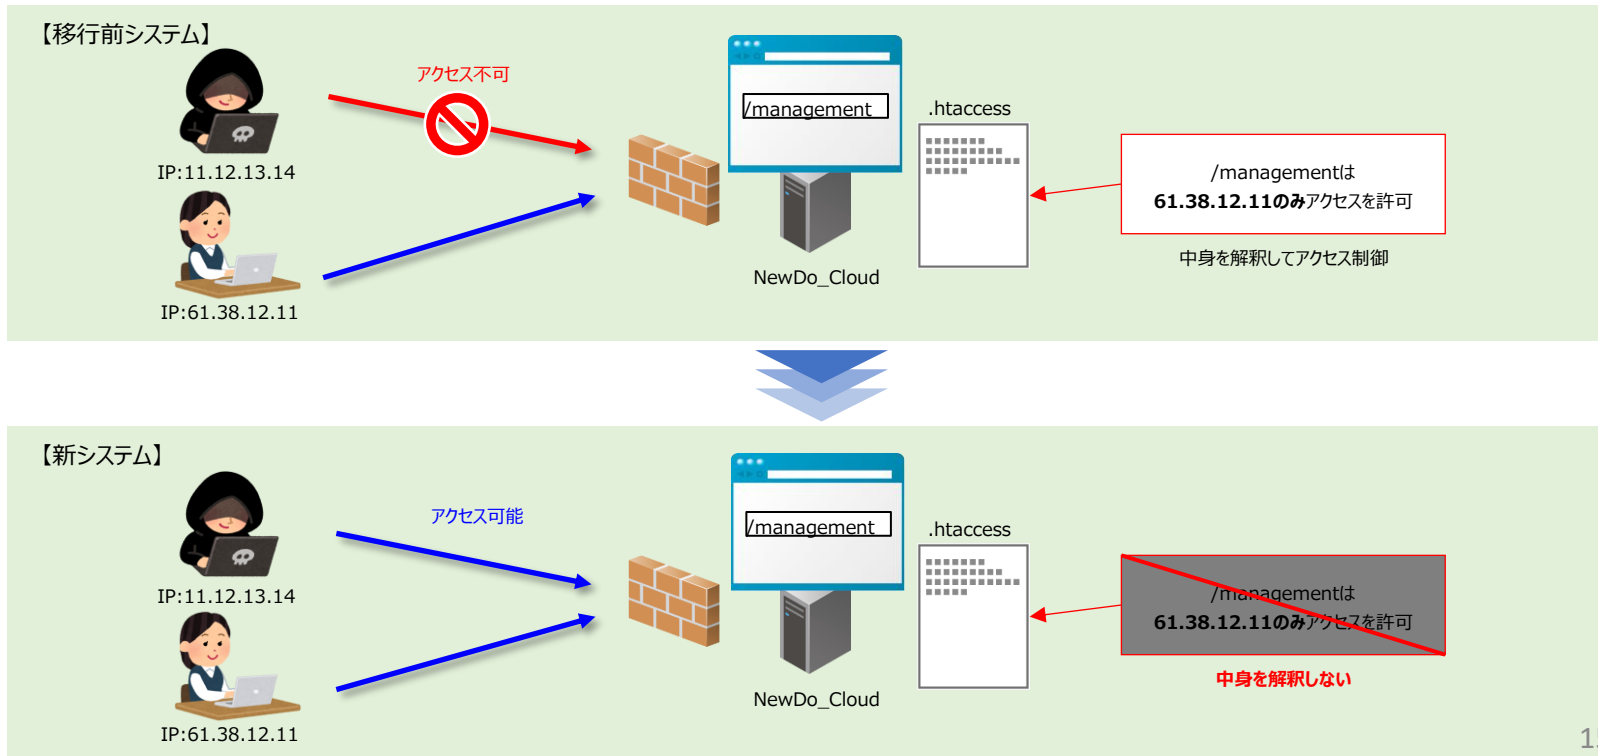 【移行前システム】
アクセス不可
/management
.htaccess
IP:11.12.13.14
/managementは
61.38.12.11のみアクセスを許可
中身を解釈してアクセス制御
NewDo_Cloud
IP:61.38.12.11
【新システム】
アクセス可能
/management
.htaccess
IP:11.12.13.14
/managementは
61.38.12.11のみアクセスを許可
中身を解釈しない
NewDo_Cloud
IP:61.38.12.11